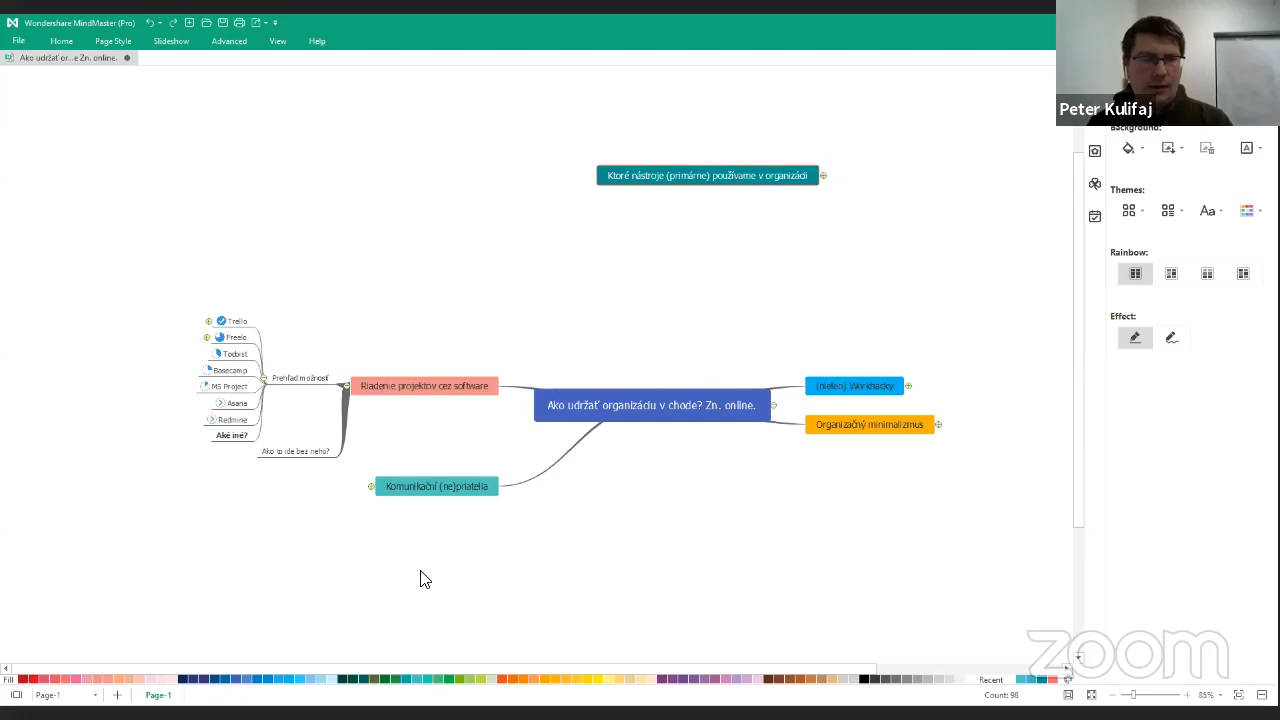 Wondershare MindMaster (Pro)
File Home Page Style Slideshow Advanced View Help
Ako udržať or...e Zn. online.
Peter Kulifaj
Background:
Ktoré nástroje (primárne) používame v organizácii
Themes:
Aa
Rainbow:
Effect:
Trello
Freelo
Todoist
Basecamp
MS Project
Asana
Redmine
Aké iné?
Prehľad možností
Ako to ide bez neho?
Riadenie projektov cez software
Komunikační (ne)priatelia
Ako udržať organizáciu v chode? Zn. online.
(nielen) Workhacky
Organizačný minimalizmus
zoom
Fill
Recent
Page-1
Page-1
Count: 98
85%